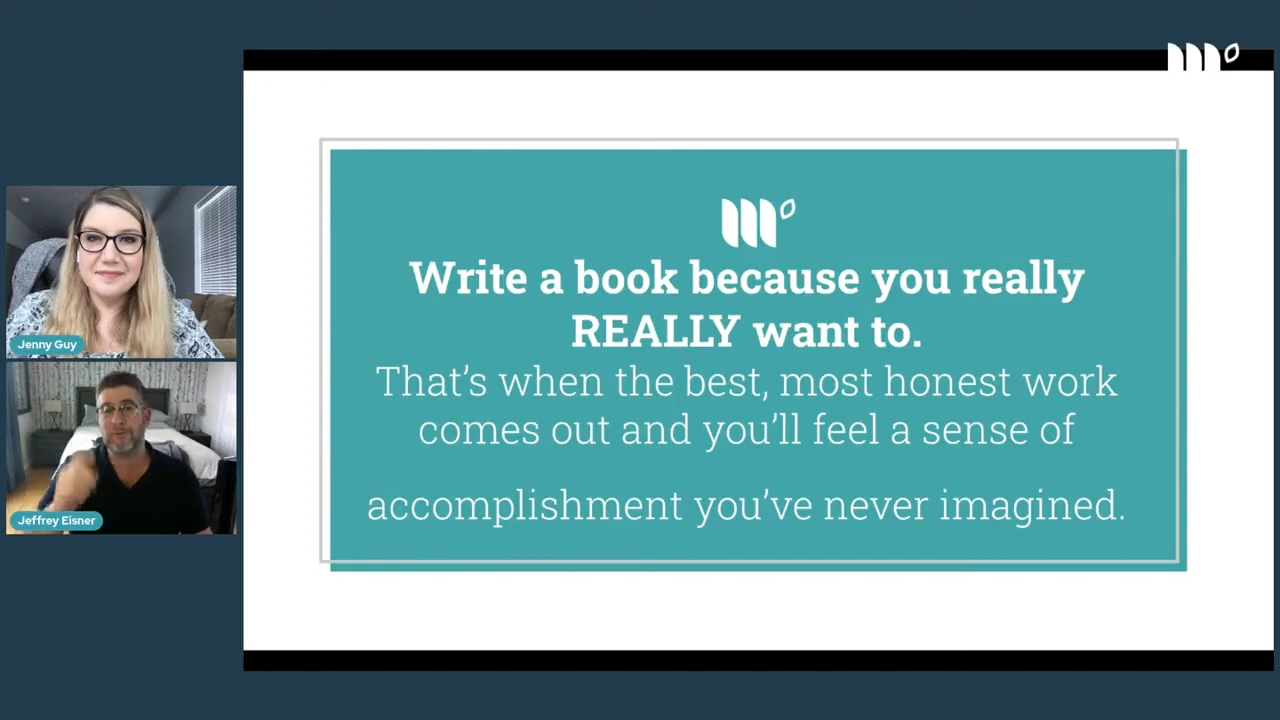 Write a book because you really
REALLY want to.
That’s when the best, most honest work
comes out and you’ll feel a sense of
accomplishment you’ve never imagined.
Jenny Guy
Jeffrey Eisner